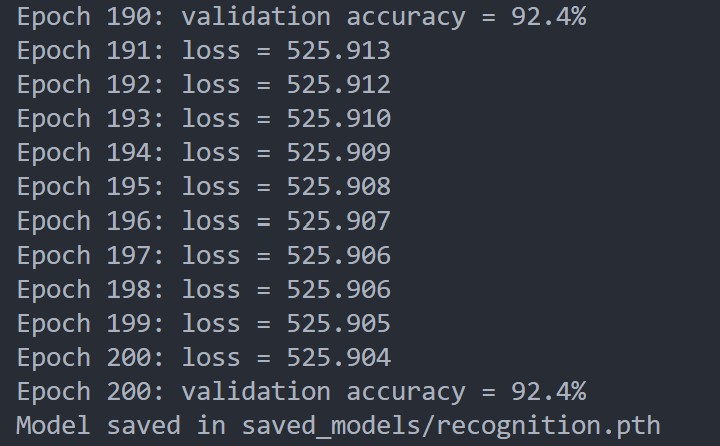 Epoch 190: validation accuracy = 92.4%
Epoch 191: loss = 525.913
Epoch 192: loss = 525.912
Epoch 193: loss = 525.910
Epoch 194: loss = 525.909
Epoch 195: loss = 525.908
Epoch 196: loss = 525.907
Epoch 197: loss = 525.906
Epoch 198: loss = 525.906
Epoch 199: loss = 525.905
Epoch 200: loss = 525.904
Epoch 200: validation accuracy = 92.4%
Model saved in saved_models/recognition.pth